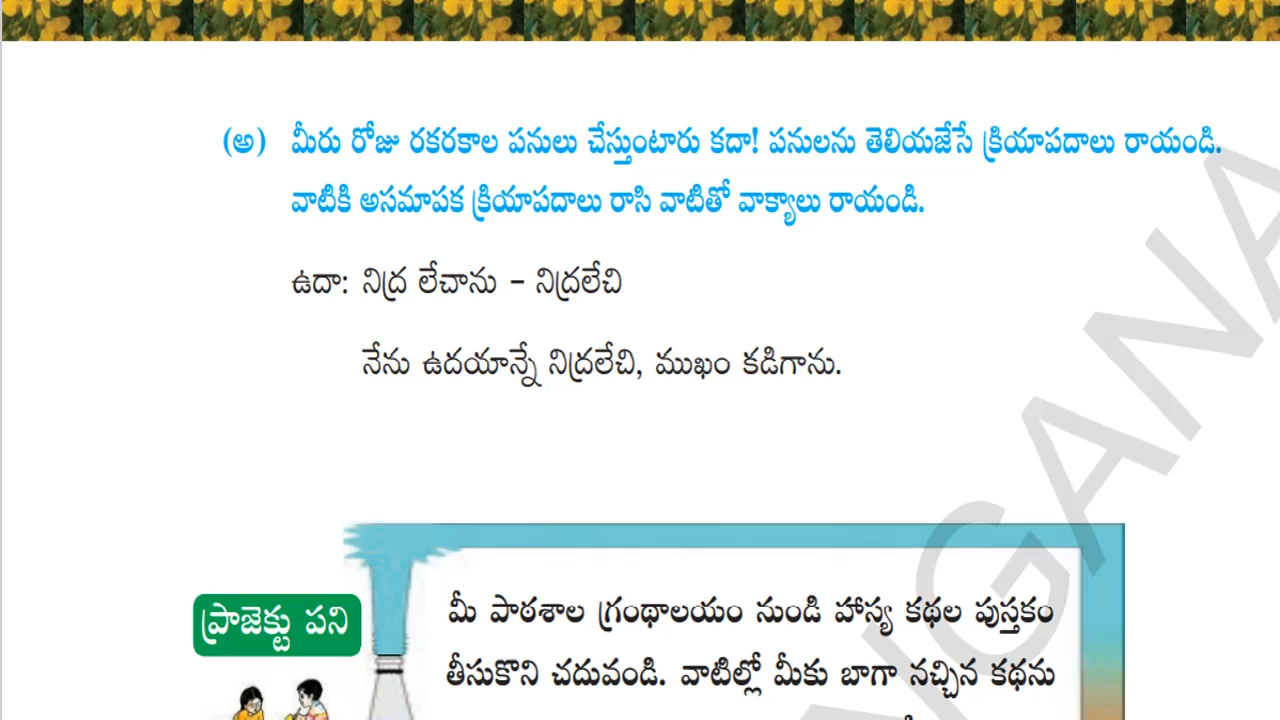 (అ) మీరు రోజు రకరకాల పనులు చేస్తుంటారు కదా! పనులను తెలియజేసే క్రియాపదాలు రాయండి.
వాటికి అసమాపక క్రియాపదాలు రాసి వాటితో వాక్యాలు రాయండి.
ఉదా: నిద్ర లేచాను – నిద్రలేచి
నేను ఉదయాన్నే నిద్రలేచి, ముఖం కడిగాను.
ప్రాజెక్టు పని
మీ పాఠశాల గ్రంథాలయం నుండి హాస్య కథల పుస్తకం
తీసుకొని చదువండి. వాటిల్లో మీకు బాగా నచ్చిన కథను
NGANA